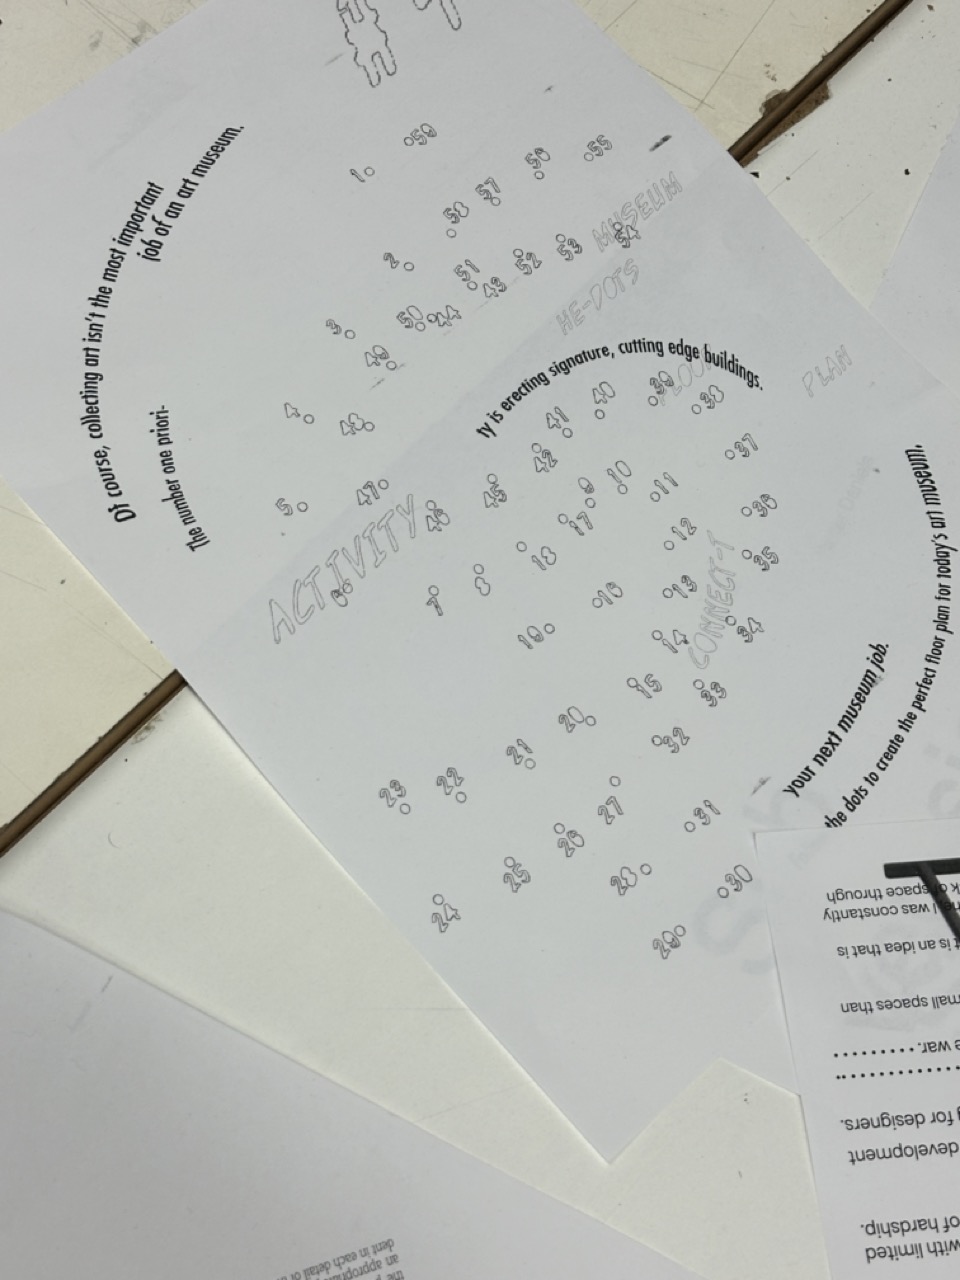 Of course, collecting art isn't the most important
job of an art museum.
The number one priori-
ty is erecting signature, cutting edge buildings.
ACTIVITY
CONNECT-T
HE-DOTS
MUSEUM
FLOOR
PLAN
the dots to create the perfect floor plan for today's art museum,
your next museum job.
1
2
3
4
5
6
7
8
9
10
11
12
13
14
15
16
17
18
19
20
21
22
23
24
25
26
27
28
29
30
31
32
33
34
35
36
37
38
39
40
41
42
43
44
45
46
47
48
49
50
51
52
53
54
55
56
57
58
59
with limited
of hardship.
development
for designers.
e war. . . . . . . . . .
mall spaces than
t is an idea that is
I was constantly
k of space through
dent in each detail of
an appropria
the